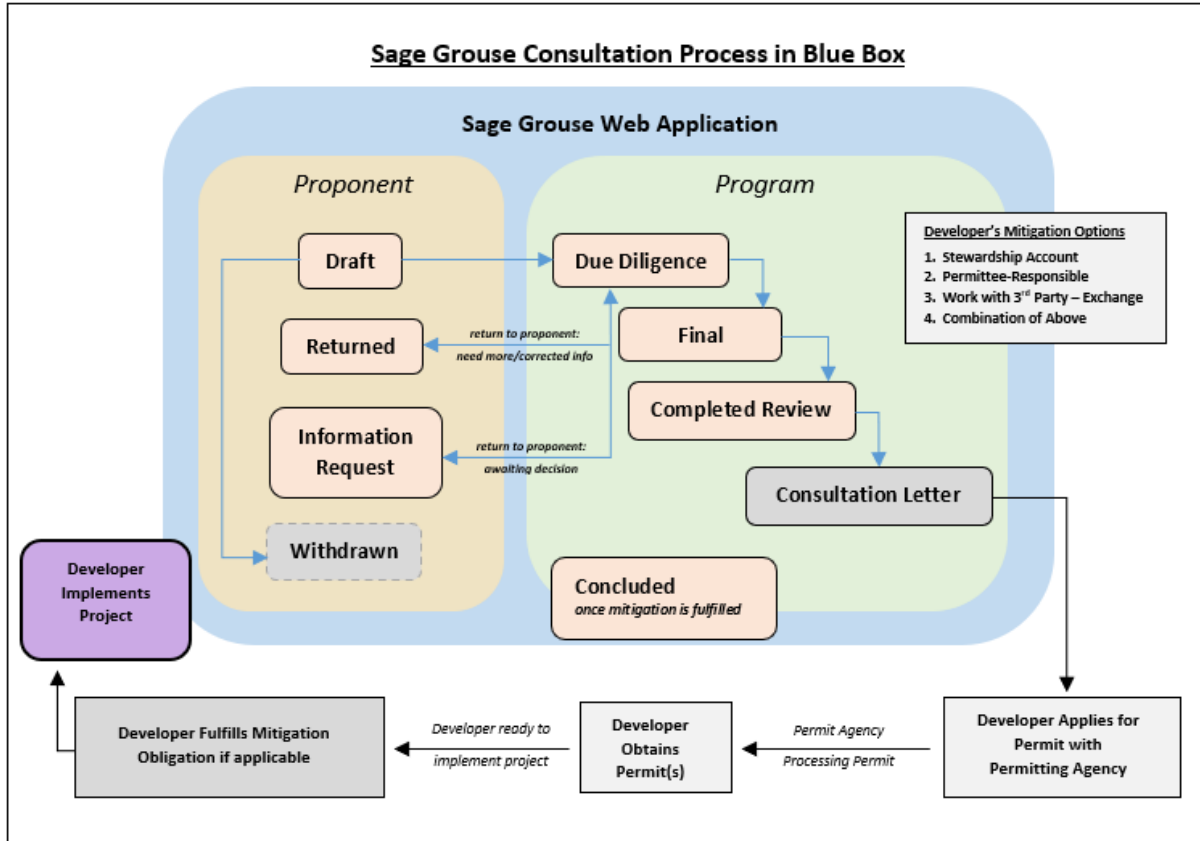 Sage Grouse Consultation Process in Blue Box
Sage Grouse Web Application
Proponent
Program
Draft
Due Diligence
Returned
return to proponent:
need more/corrected info
Final
Completed Review
Information
Request
return to proponent:
awaiting decision
Consultation Letter
Withdrawn
Concluded
once mitigation is fulfilled
Developer's Mitigation Options
1. Stewardship Account
2. Permittee-Responsible
3. Work with 3rd Party – Exchange
4. Combination of Above
Developer
Implements
Project
Developer Fulfills Mitigation
Obligation if applicable
Developer ready to
implement project
Developer
Obtains
Permit(s)
Permit Agency
Processing Permit
Developer Applies for
Permit with
Permitting Agency